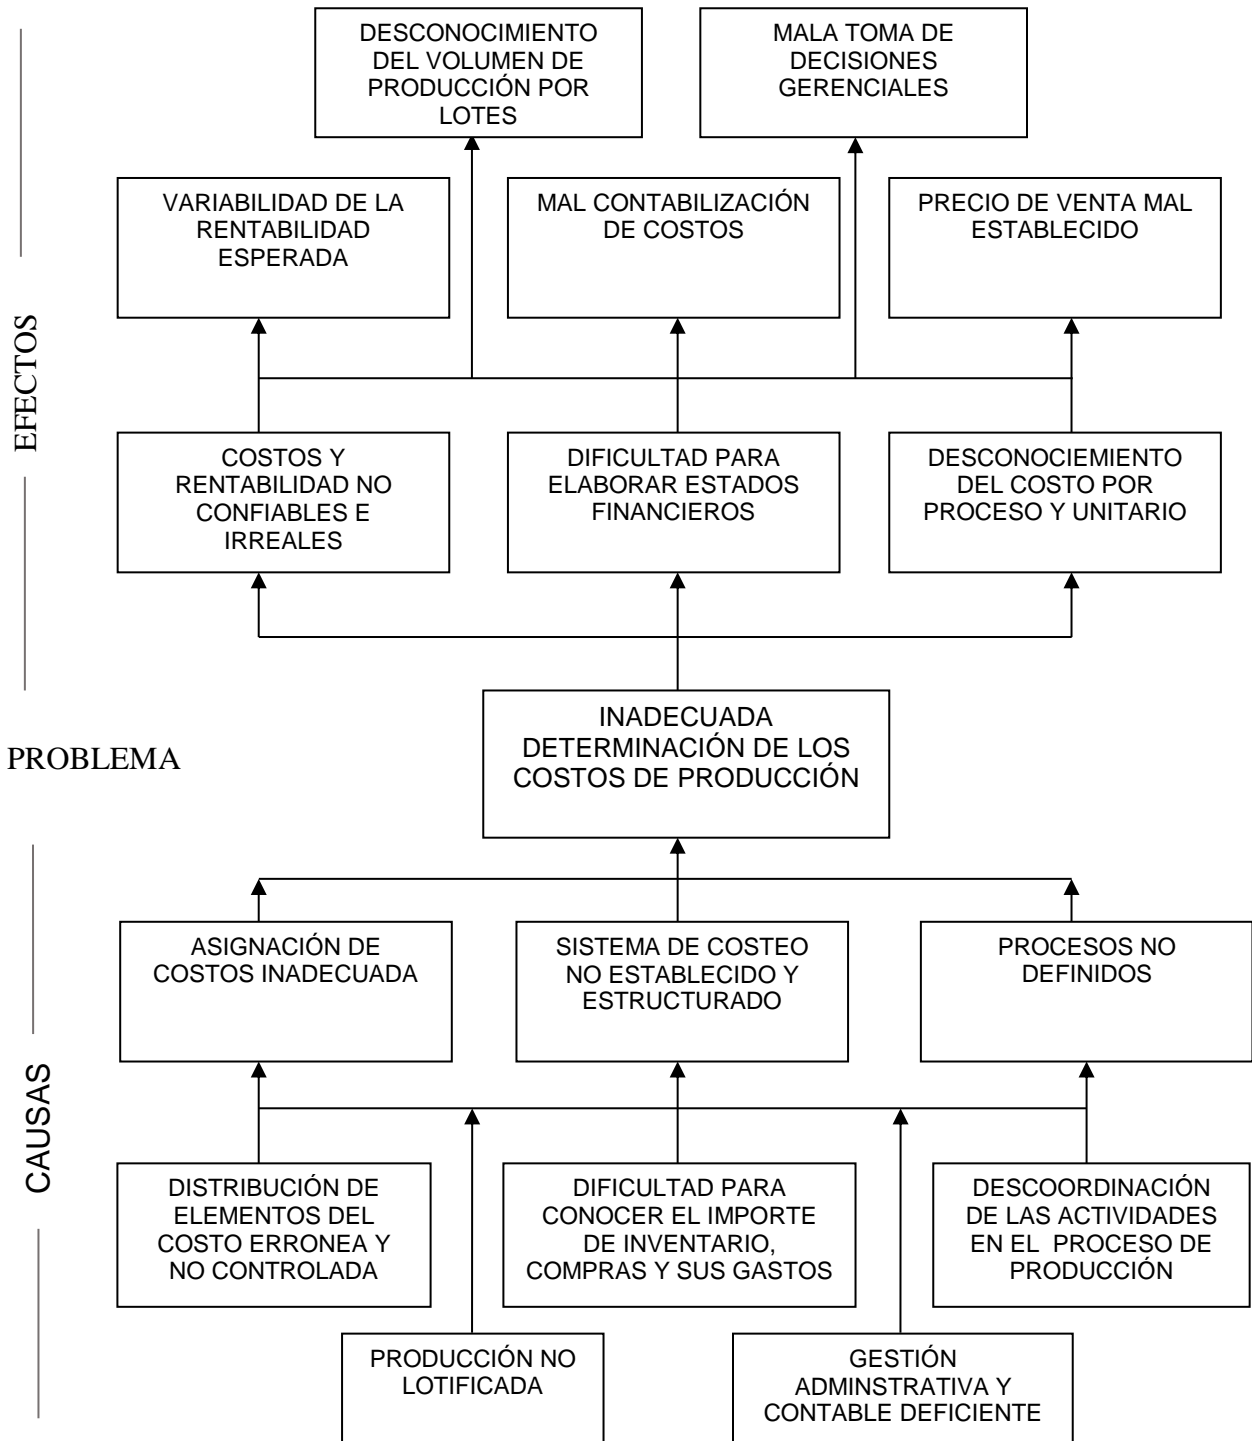 DESCONOCIMIENTO
DEL VOLUMEN DE
PRODUCCIÓN POR
LOTES
MALA TOMA DE
DECISIONES
GERENCIALES
VARIABILIDAD DE LA
RENTABILIDAD
ESPERADA
MAL CONTABILIZACIÓN
DE COSTOS
PRECIO DE VENTA MAL
ESTABLECIDO
EFECTOS
COSTOS Y
RENTABILIDAD NO
CONFIABLES E
IRREALES
DIFICULTAD PARA
ELABORAR ESTADOS
FINANCIEROS
DESCONOCIEMIENTO
DEL COSTO POR
PROCESO Y UNITARIO
PROBLEMA
INADECUADA
DETERMINACIÓN DE LOS
COSTOS DE PRODUCCIÓN
ASIGNACIÓN DE
COSTOS INADECUADA
SISTEMA DE COSTEO
NO ESTABLECIDO Y
ESTRUCTURADO
PROCESOS NO
DEFINIDOS
CAUSAS
DISTRIBUCIÓN DE
ELEMENTOS DEL
COSTO ERRONEA Y
NO CONTROLADA
DIFICULTAD PARA
CONOCER EL IMPORTE
DE INVENTARIO,
COMPRAS Y SUS GASTOS
DESCOORDINACIÓN
DE LAS ACTIVIDADES
EN EL PROCESO DE
PRODUCCIÓN
PRODUCCIÓN NO
LOTIFICADA
GESTIÓN
ADMINSTRATIVA Y
CONTABLE DEFICIENTE